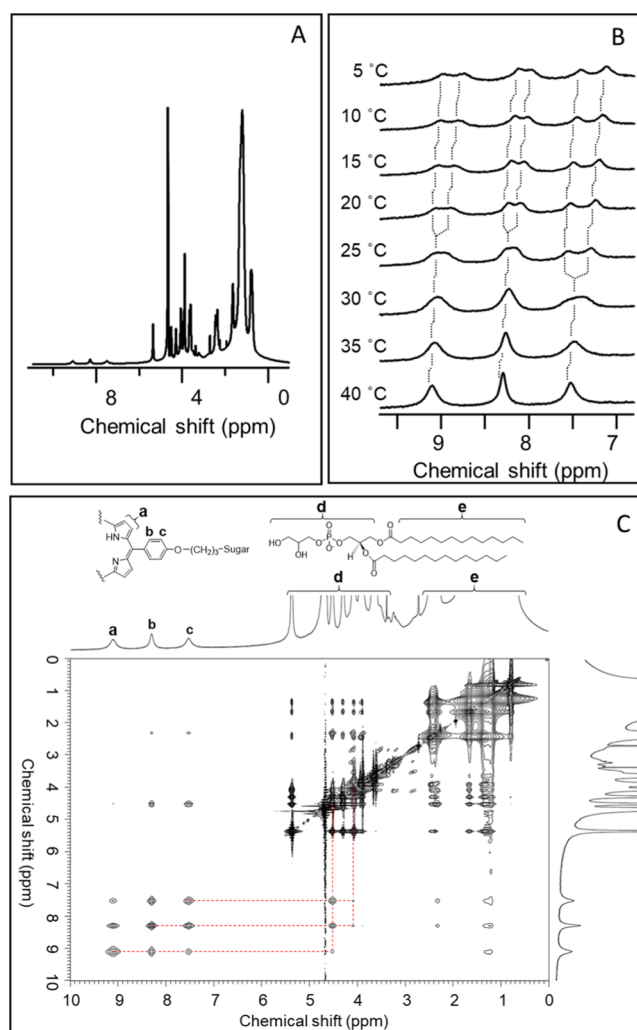 A
8
4
0
Chemical shift (ppm)
B
5 ˚C
10 ˚C
15 ˚C
20 ˚C
25 ˚C
30 ˚C
35 ˚C
40 ˚C
9
8
7
Chemical shift (ppm)
C
a
b
c
HN
N
O—(CH₂)₃–Sugar
d
e
HO
OH
O
O
P
O⁻
O
O
O
H
O
O
d
e
a
b
c
0
1
2
3
4
5
6
7
8
9
10
Chemical shift (ppm)
10
9
8
7
6
5
4
3
2
1
0
Chemical shift (ppm)